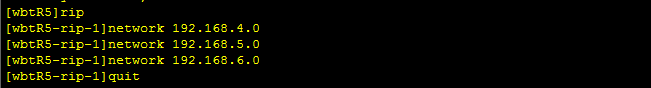 [wbtR5]rip
[wbtR5-rip-1]network 192.168.4.0
[wbtR5-rip-1]network 192.168.5.0
[wbtR5-rip-1]network 192.168.6.0
[wbtR5-rip-1]quit